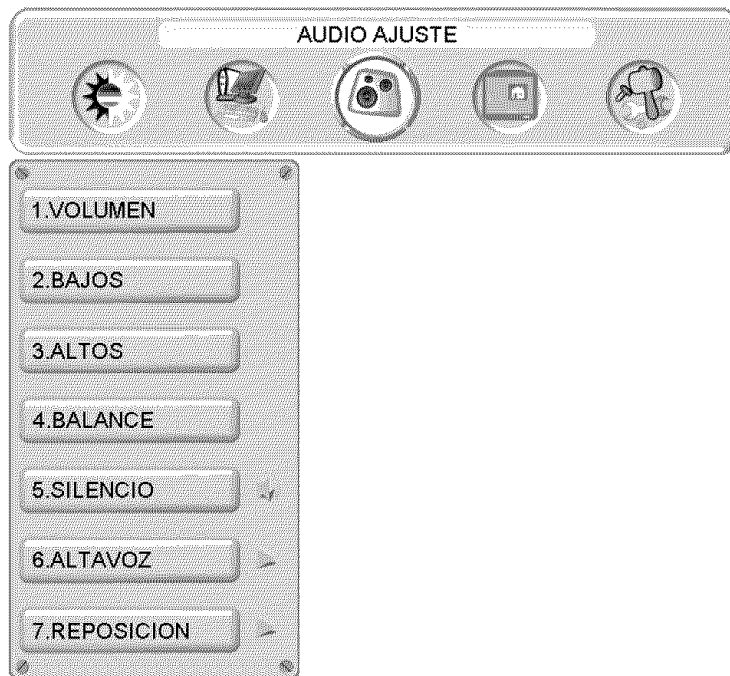 AUDIO AJUSTE
1.VOLUMEN
2.BAJOS
3.ALTOS
4.BALANCE
5.SILENCIO
6.ALTAVOZ
7.REPOSICION